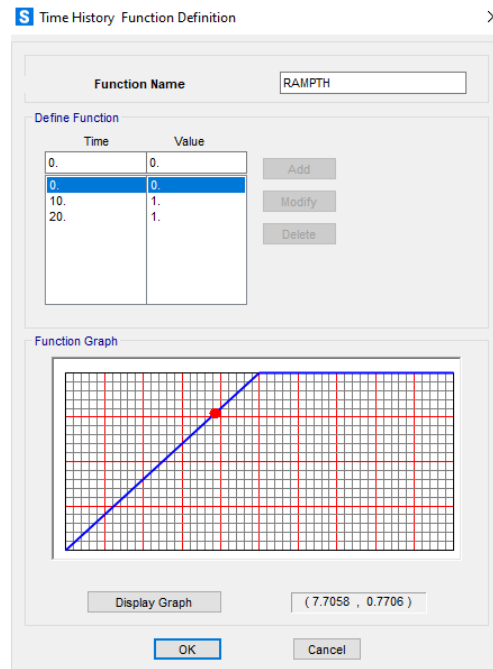 S Time History Function Definition
Function Name RAMPTH
Define Function
Time Value
0. 0. Add
0. 0.
10. 1. Modify
20. 1.
Delete
Function Graph
Display Graph ( 7.7058 , 0.7706 )
OK Cancel